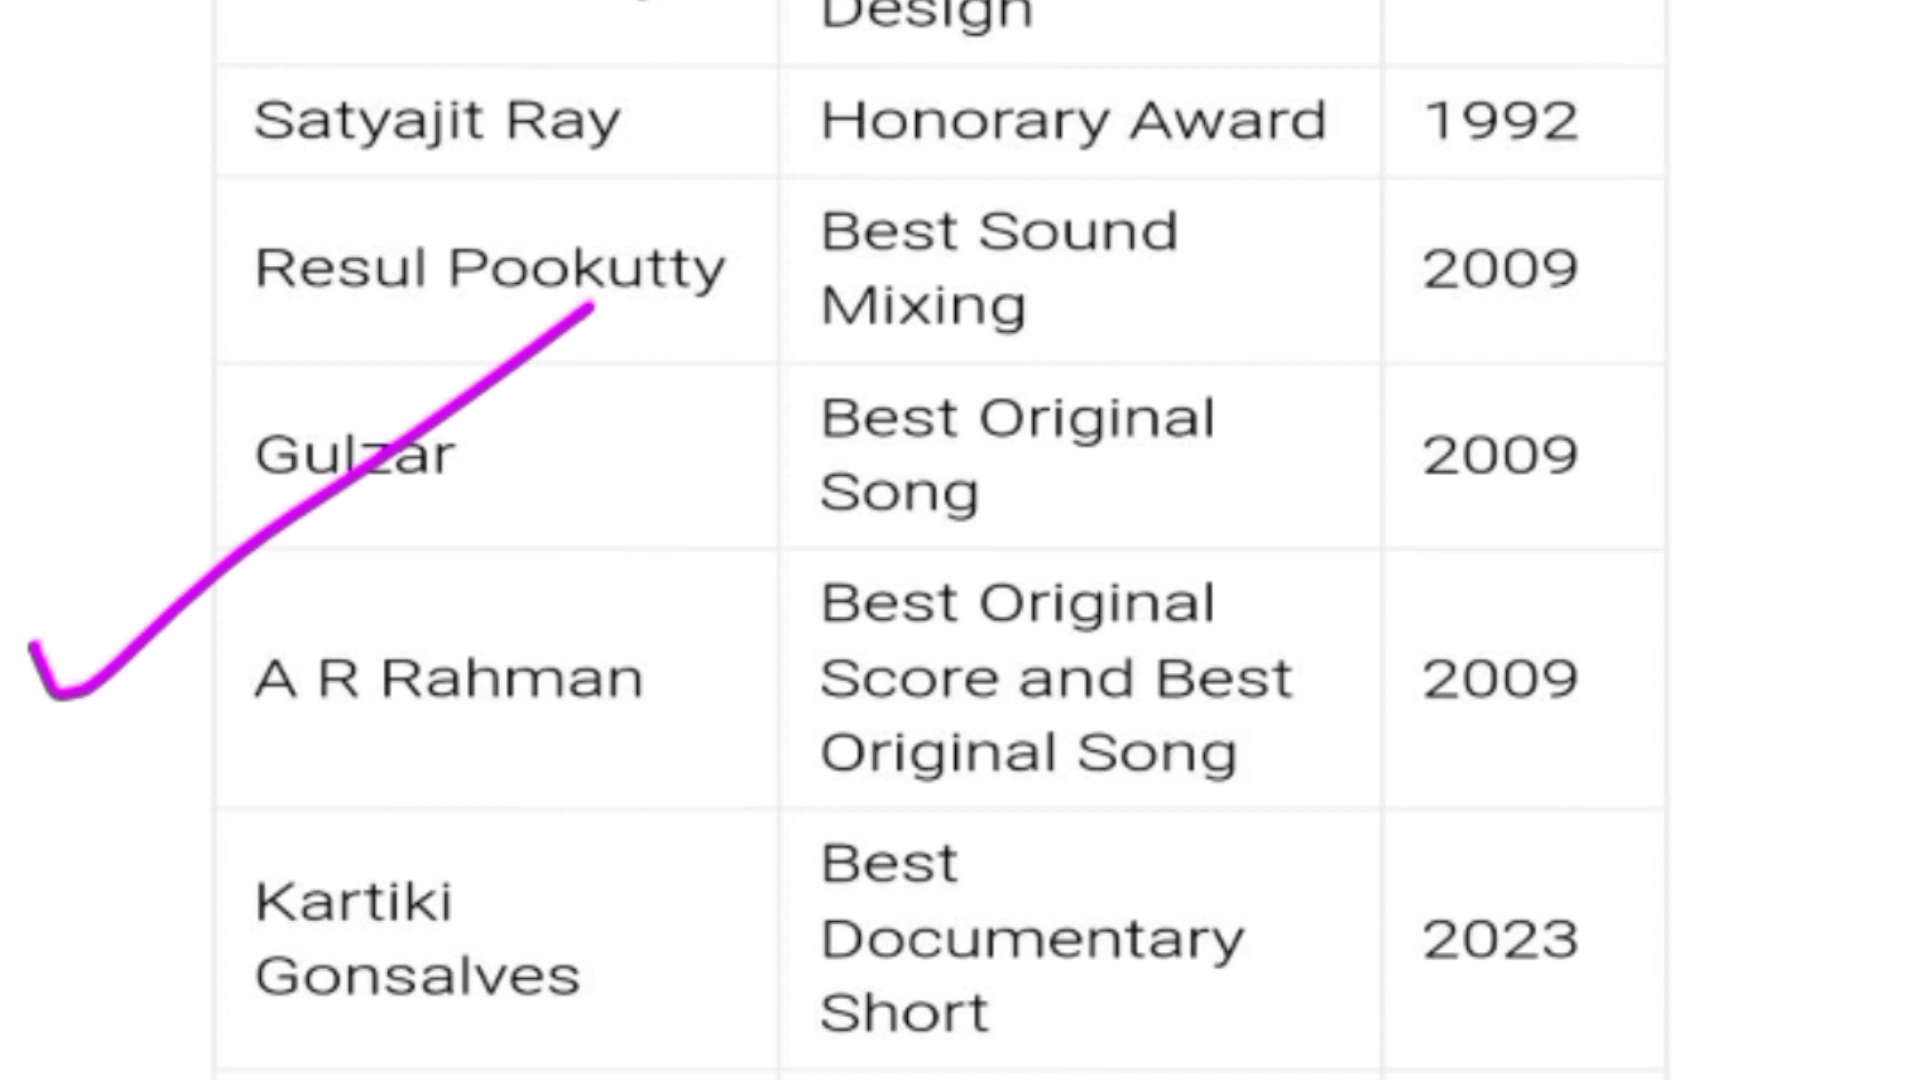 Design
Satyajit Ray Honorary Award 1992
Resul Pookutty Best Sound Mixing 2009
Gulzar Best Original Song 2009
A R Rahman Best Original Score and Best Original Song 2009
Kartiki Gonsalves Best Documentary Short 2023